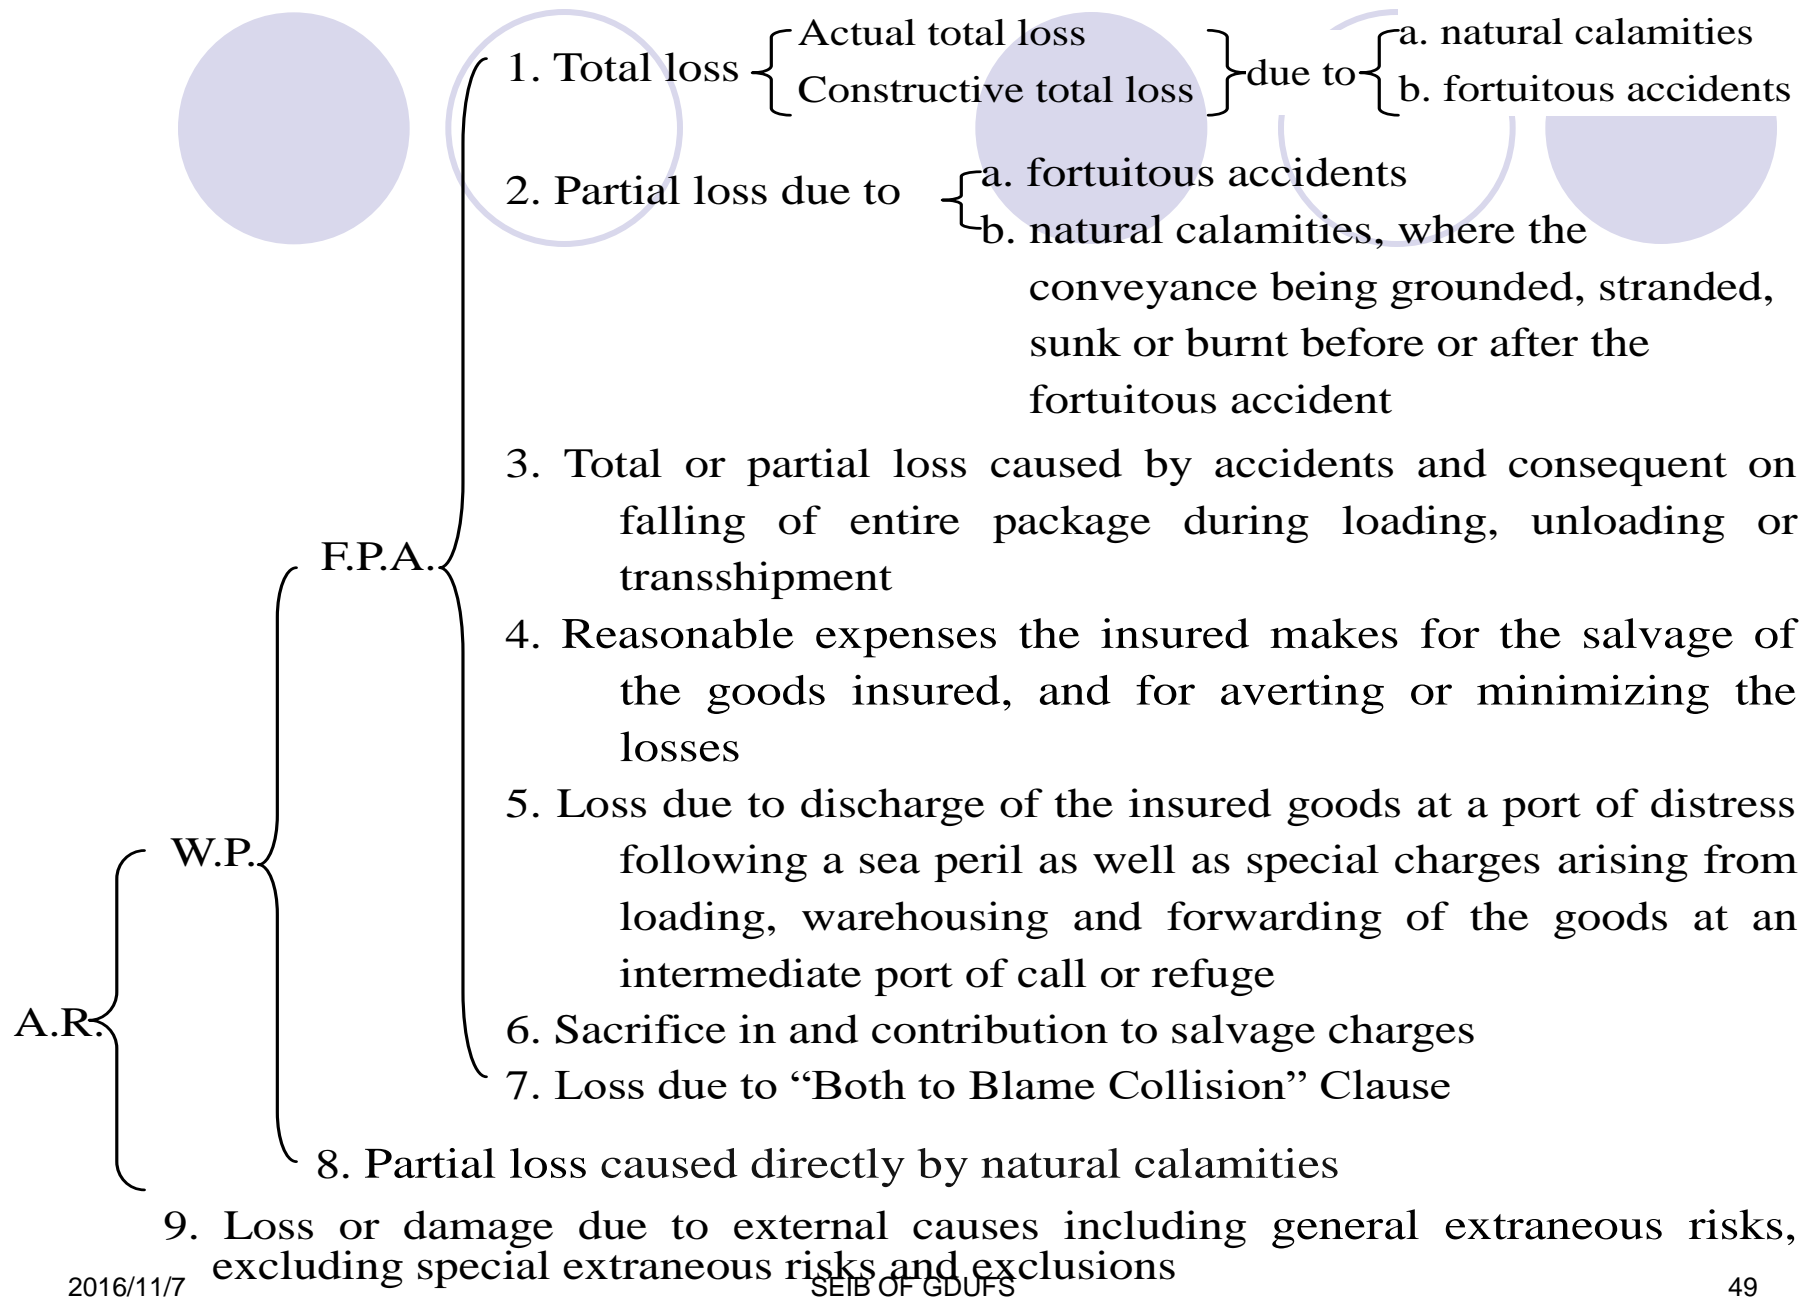 1. Total loss
Actual total loss
Constructive total loss
due to
a. natural calamities
b. fortuitous accidents
2. Partial loss due to
a. fortuitous accidents
b. natural calamities, where the
conveyance being grounded, stranded,
sunk or burnt before or after the
fortuitous accident
3. Total or partial loss caused by accidents and consequent on
falling of entire package during loading, unloading or
transshipment
F.P.A.
4. Reasonable expenses the insured makes for the salvage of
the goods insured, and for averting or minimizing the
losses
5. Loss due to discharge of the insured goods at a port of distress
following a sea peril as well as special charges arising from
loading, warehousing and forwarding of the goods at an
intermediate port of call or refuge
W.P.
6. Sacrifice in and contribution to salvage charges
A.R.
7. Loss due to “Both to Blame Collision” Clause
8. Partial loss caused directly by natural calamities
9. Loss or damage due to external causes including general extraneous risks,
excluding special extraneous risks and exclusions
2016/11/7
SEIB OF GDUFS
49